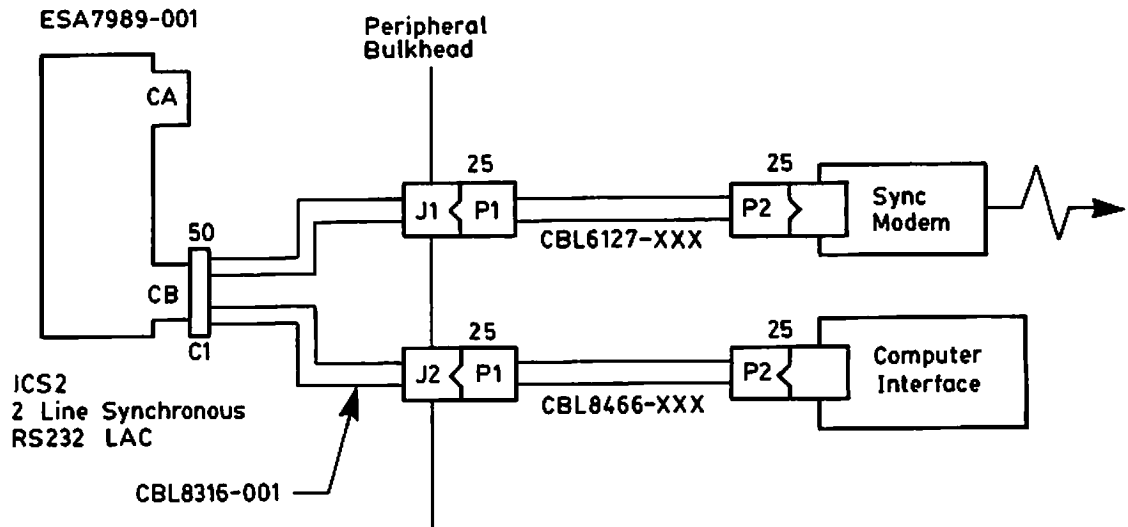 ESA7989-001
Peripheral
Bulkhead
CA
25
25
J1
P1
P2
Sync
Modem
50
CBL6127-XXX
CB
C1
25
25
J2
P1
P2
Computer
Interface
CBL8466-XXX
ICS2
2 Line Synchronous
RS232 LAC
CBL8316-001